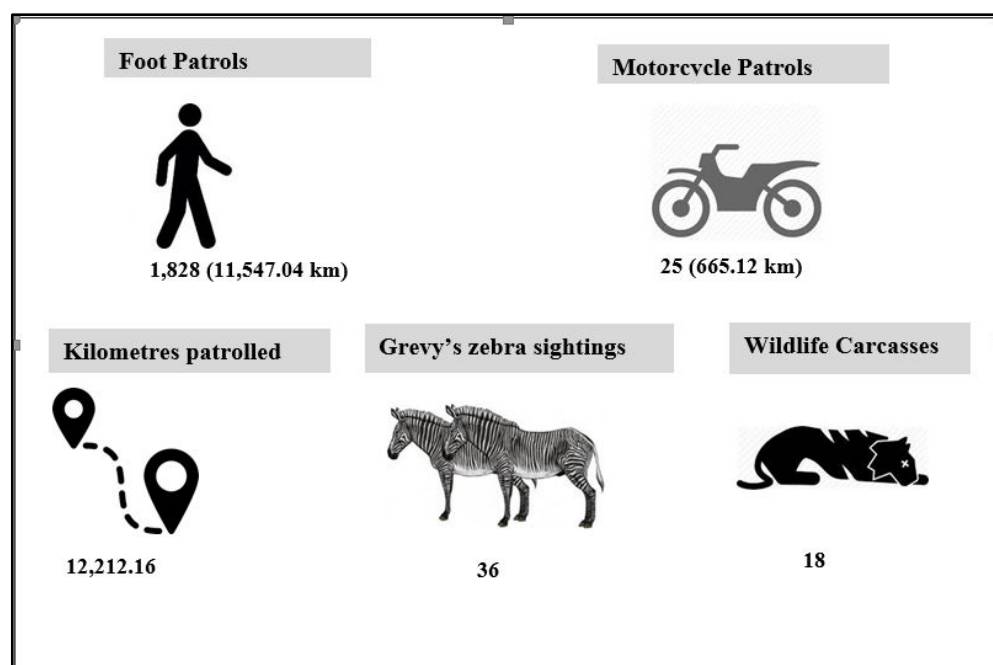 Foot Patrols
Motorcycle Patrols
1,828 (11,547.04 km)
25 (665.12 km)
Kilometres patrolled
Grevy's zebra sightings
Wildlife Carcasses
12,212.16
36
18